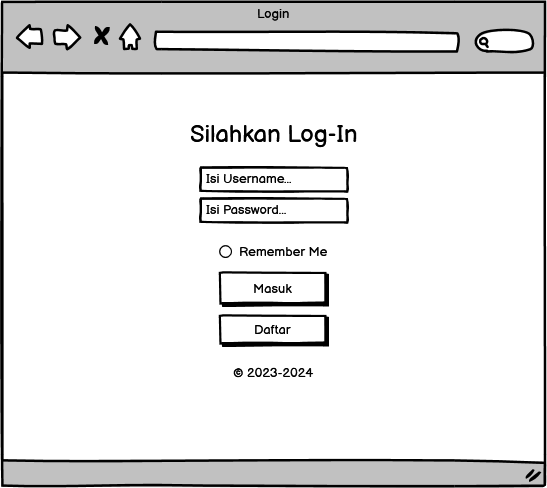 Login
Silahkan Log-In
Isi Username...
Isi Password...
Remember Me
Masuk
Daftar
© 2023-2024